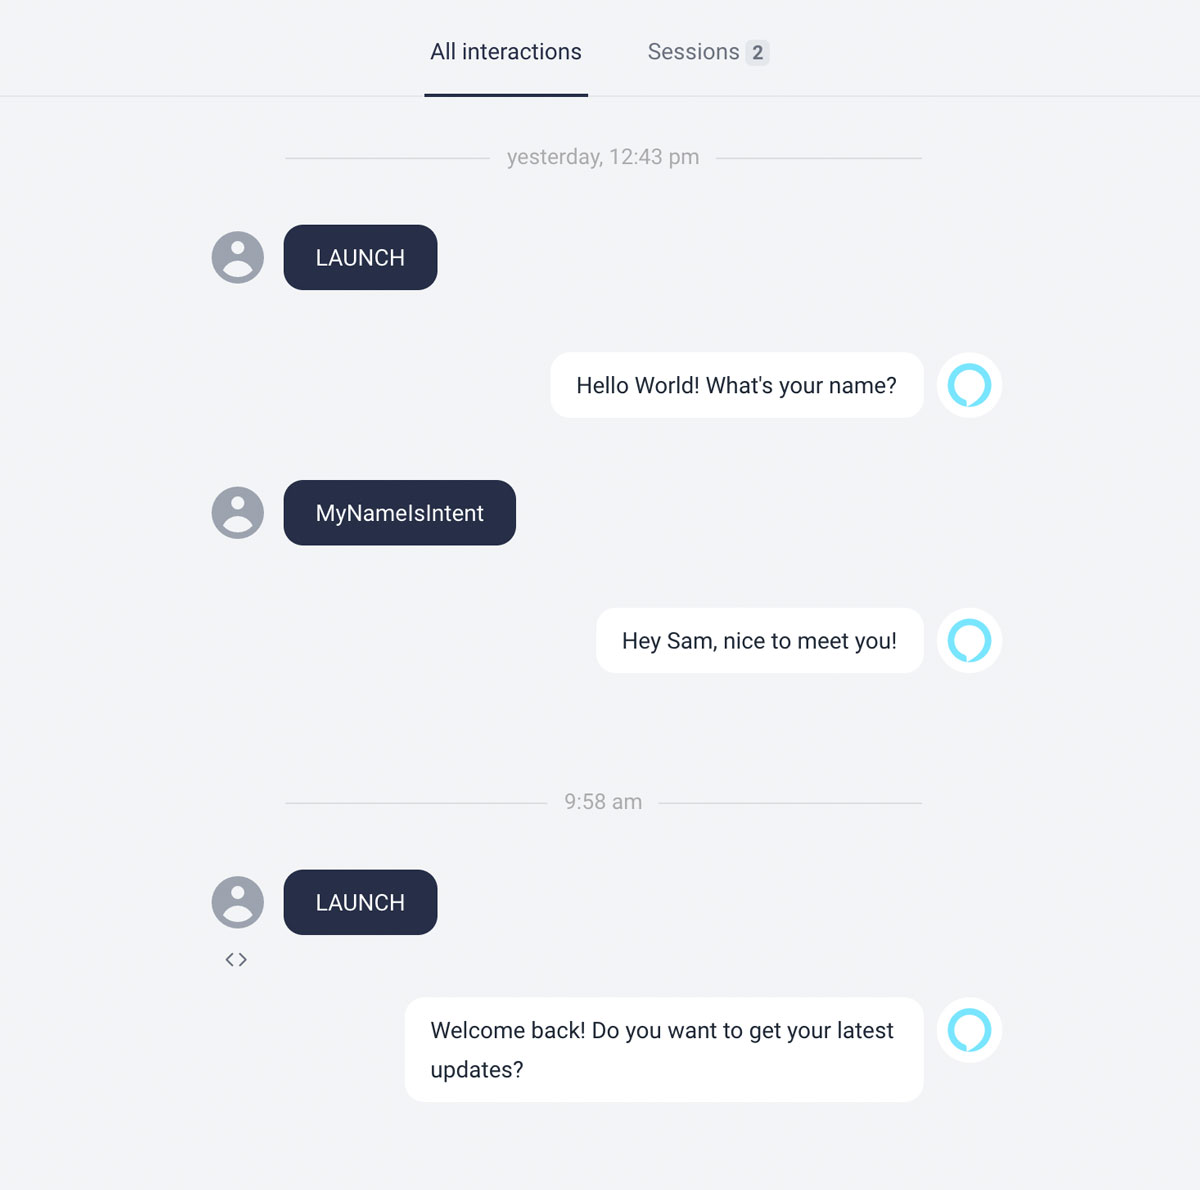 All interactions
Sessions 2
yesterday, 12:43 pm
LAUNCH
Hello World! What's your name?
MyNameIsIntent
Hey Sam, nice to meet you!
9:58 am
LAUNCH
<>
Welcome back! Do you want to get your latest
updates?